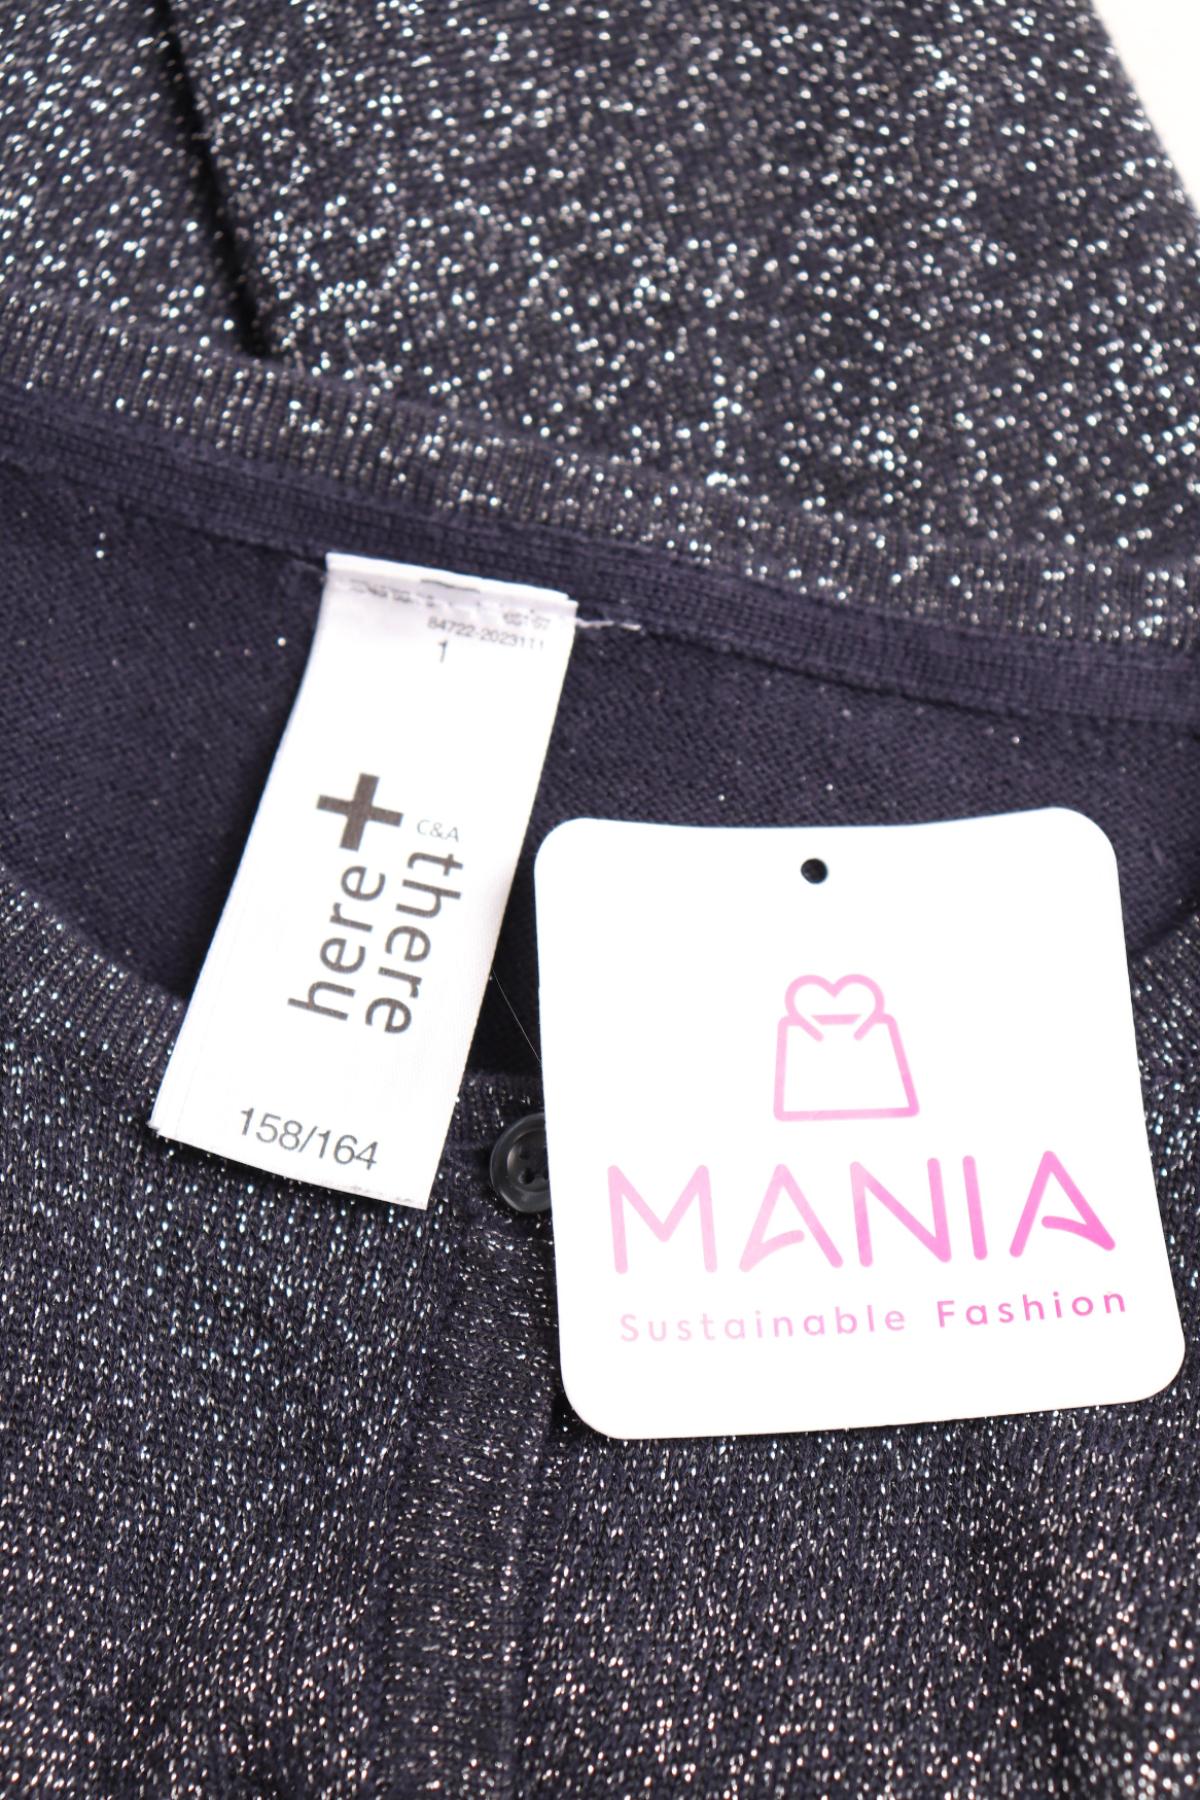 84722-2023111
1
here+there
C&A
158/164
MANIA
Sustainable Fashion